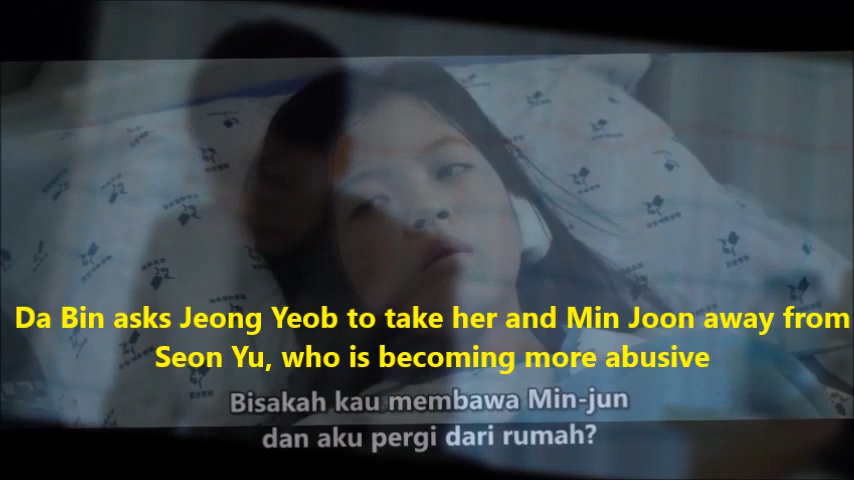 Da Bin asks Jeong Yeob to take her and Min Joon away from
Seon Yu, who is becoming more abusive
Bisakah kau membawa Min-jun
dan aku pergi dari rumah?